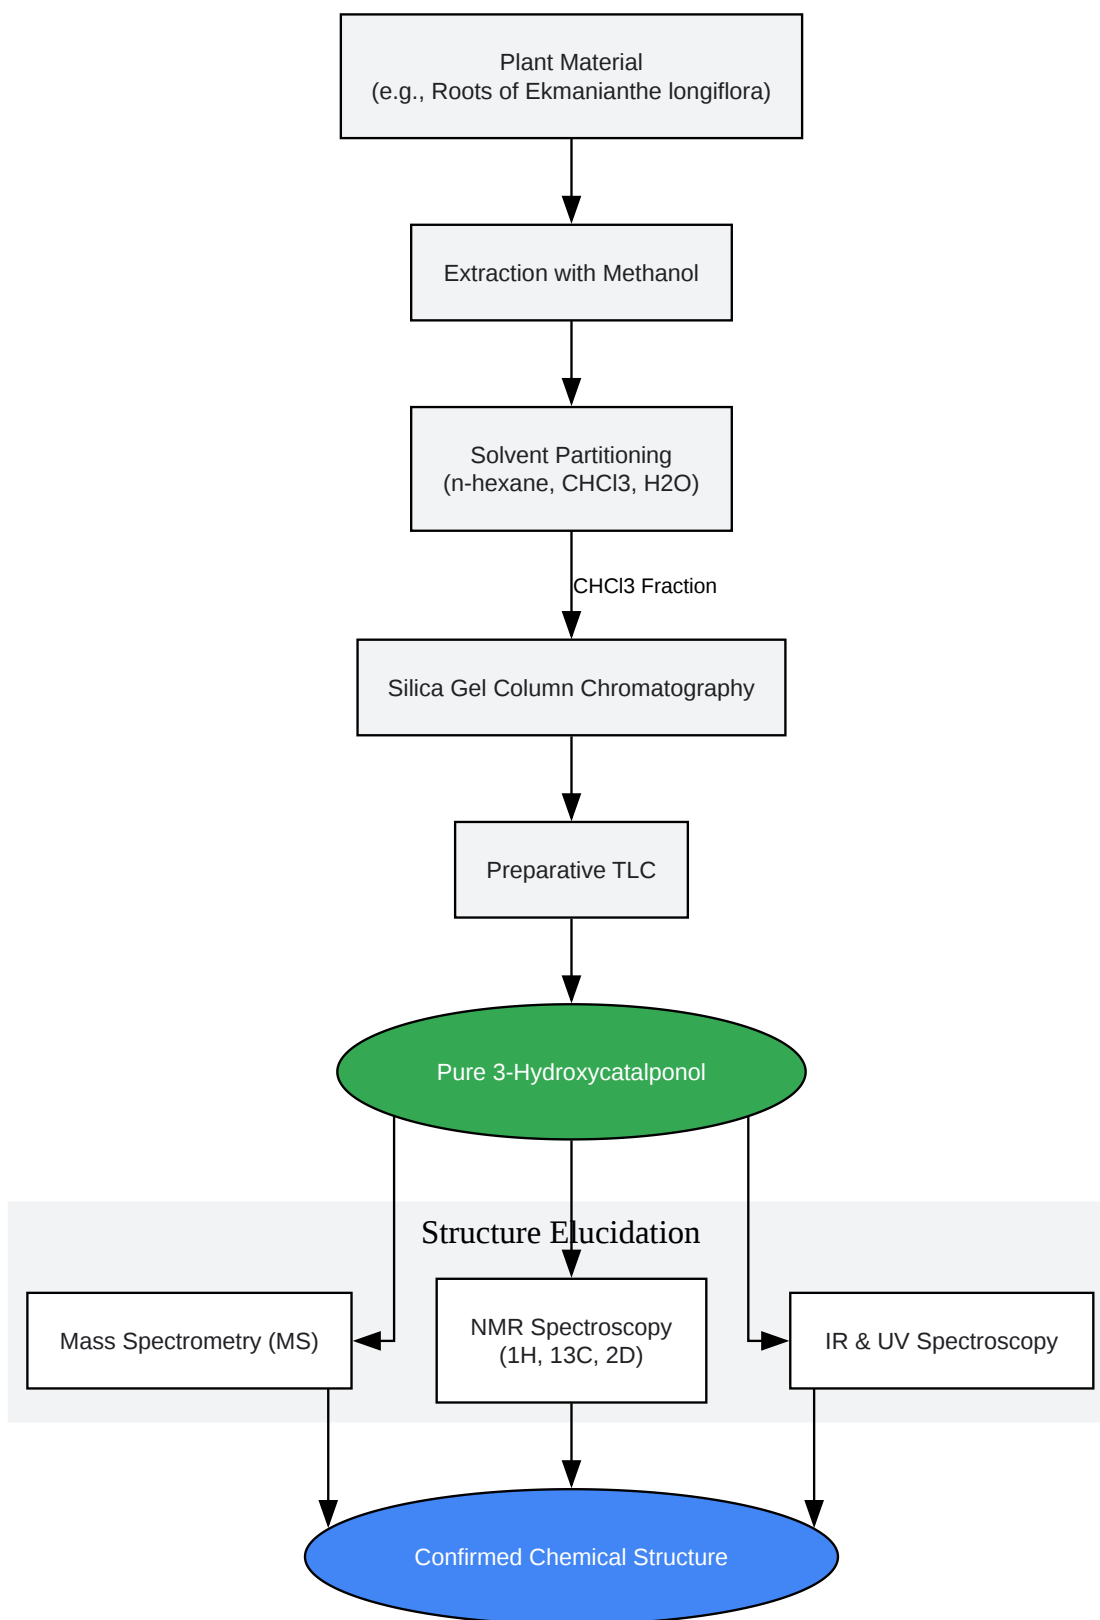 Plant Material
(e.g., Roots of Ekmanianthe longiflora)
Extraction with Methanol
Solvent Partitioning
(n-hexane, CHCl3, H2O)
CHCl3 Fraction
Silica Gel Column Chromatography
Preparative TLC
Pure 3-Hydroxycatalponol
Structure Elucidation
Mass Spectrometry (MS)
NMR Spectroscopy
(1H, 13C, 2D)
IR & UV Spectroscopy
Confirmed Chemical Structure